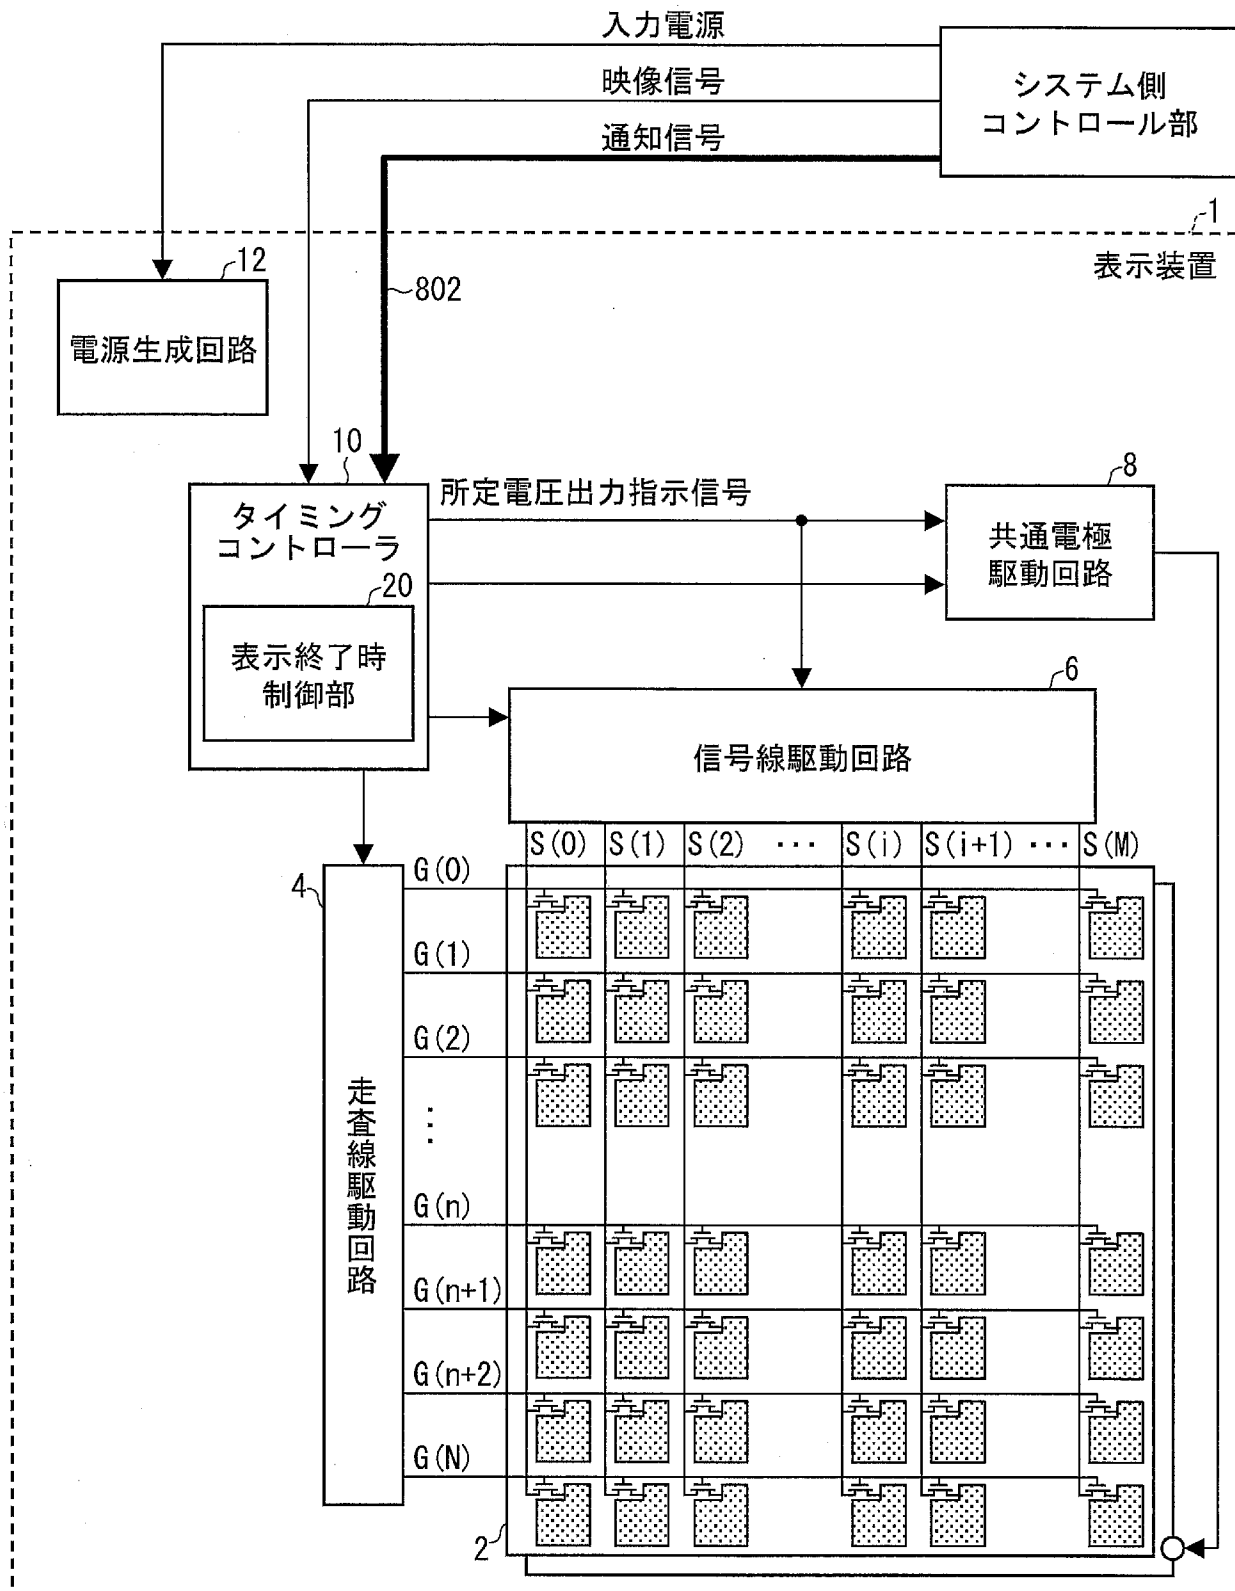 入力電源
映像信号
通知信号
システム側
コントロール部
1
表示装置
12
電源生成回路
802
10
タイミング
コントローラ
20
表示終了時
制御部
所定電圧出力指示信号
8
共通電極
駆動回路
6
信号線駆動回路
S(0) S(1) S(2) ··· S(i) S(i+1) ··· S(M)
4
走査線駆動回路
G(0)
G(1)
G(2)
⋮
G(n)
G(n+1)
G(n+2)
G(N)
2